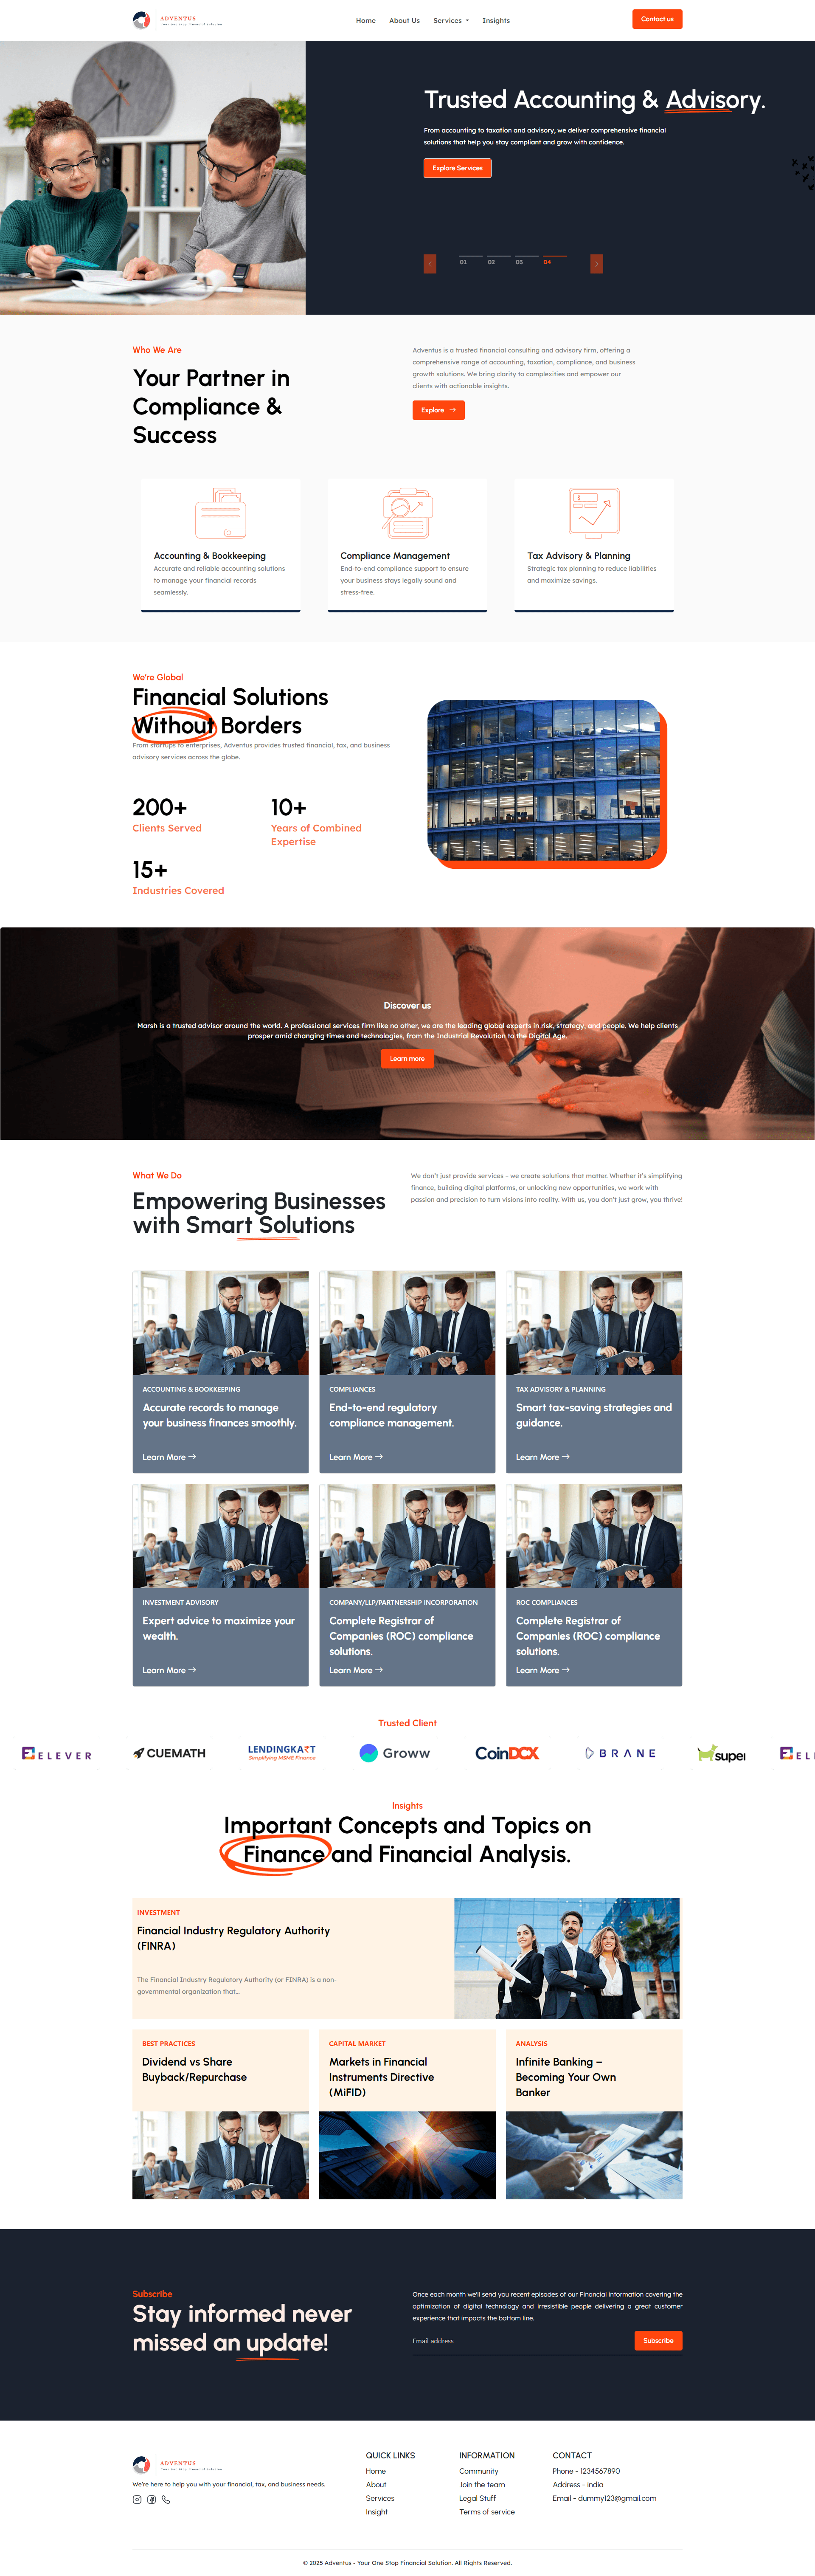 ADVENTUS
Your One Stop Financial Solution
Home
About Us
Services
Insights
Contact us
Trusted Accounting & Advisory.
From accounting to taxation and advisory, we deliver comprehensive financial
solutions that help you stay compliant and grow with confidence.
Explore Services
01
02
03
04
Who We Are
Your Partner in
Compliance &
Success
Adventus is a trusted financial consulting and advisory firm, offering a
comprehensive range of accounting, taxation, compliance, and business
growth solutions. We bring clarity to complexities and empower our
clients with actionable insights.
Explore
Accounting & Bookkeeping
Accurate and reliable accounting solutions
to manage your financial records
seamlessly.
Compliance Management
End-to-end compliance support to ensure
your business stays legally sound and
stress-free.
Tax Advisory & Planning
Strategic tax planning to reduce liabilities
and maximize savings.
We're Global
Financial Solutions
Without Borders
From startups to enterprises, Adventus provides trusted financial, tax, and business
advisory services across the globe.
200+
Clients Served
10+
Years of Combined
Expertise
15+
Industries Covered
Discover us
Marsh is a trusted advisor around the world. A professional services firm like no other, we are the leading global experts in risk, strategy, and people. We help clients
prosper amid changing times and technologies, from the Industrial Revolution to the Digital Age.
Learn more
What We Do
Empowering Businesses
with Smart Solutions
We don't just provide services – we create solutions that matter. Whether it's simplifying
finance, building digital platforms, or unlocking new opportunities, we work with
passion and precision to turn visions into reality. With us, you don't just grow, you thrive!
ACCOUNTING & BOOKKEEPING
Accurate records to manage
your business finances smoothly.
Learn More
COMPLIANCES
End-to-end regulatory
compliance management.
Learn More
TAX ADVISORY & PLANNING
Smart tax-saving strategies and
guidance.
Learn More
INVESTMENT ADVISORY
Expert advice to maximize your
wealth.
Learn More
COMPANY/LLP/PARTNERSHIP INCORPORATION
Complete Registrar of
Companies (ROC) compliance
solutions.
Learn More
ROC COMPLIANCES
Complete Registrar of
Companies (ROC) compliance
solutions.
Learn More
Trusted Client
ELEVER
CUEMATH
LENDINGKART
Simplifying MSME Finance
Groww
CoinDCX
BRANE
super
EL
Insights
Important Concepts and Topics on
Finance and Financial Analysis.
INVESTMENT
Financial Industry Regulatory Authority
(FINRA)
The Financial Industry Regulatory Authority (or FINRA) is a non-
governmental organization that...
BEST PRACTICES
Dividend vs Share
Buyback/Repurchase
CAPITAL MARKET
Markets in Financial
Instruments Directive
(MiFID)
ANALYSIS
Infinite Banking –
Becoming Your Own
Banker
Subscribe
Stay informed never
missed an update!
Once each month we'll send you recent episodes of our Financial information covering the
optimization of digital technology and irresistible people delivering a great customer
experience that impacts the bottom line.
Email address
Subscribe
ADVENTUS
Your One Stop Financial Solution
We're here to help you with your financial, tax, and business needs.
QUICK LINKS
Home
About
Services
Insight
INFORMATION
Community
Join the team
Legal Stuff
Terms of service
CONTACT
Phone - 1234567890
Address - india
Email - dummy123@gmail.com
© 2025 Adventus - Your One Stop Financial Solution. All Rights Reserved.